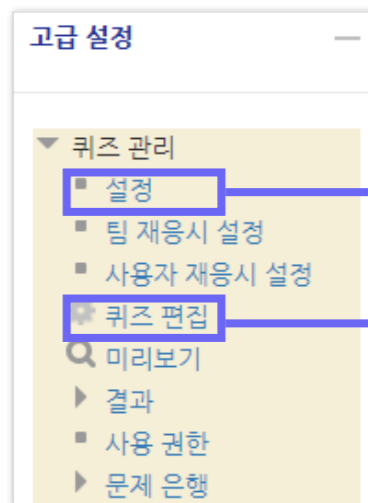 고급 설정
퀴즈 관리
설정
팀 재응시 설정
사용자 재응시 설정
퀴즈 편집
미리보기
결과
사용 권한
문제 은행